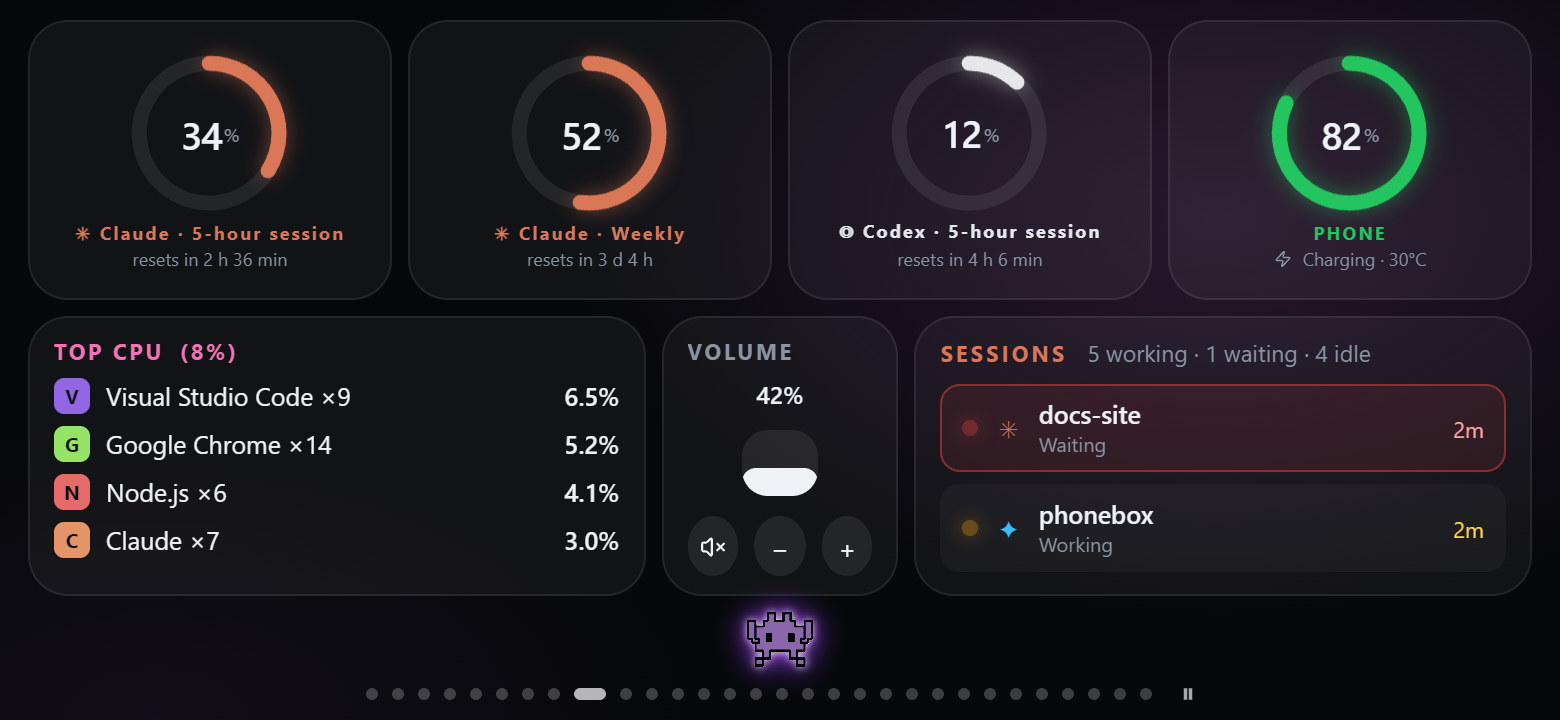 34%
52%
12%
82%
✳ Claude · 5-hour session
resets in 2 h 36 min
✳ Claude · Weekly
resets in 3 d 4 h
Codex · 5-hour session
resets in 4 h 6 min
PHONE
Charging · 30°C
TOP CPU (8%)
V Visual Studio Code ×9 6.5%
G Google Chrome ×14 5.2%
N Node.js ×6 4.1%
C Claude ×7 3.0%
VOLUME
42%
− +
SESSIONS 5 working · 1 waiting · 4 idle
✳ docs-site 2m
Waiting
✦ phonebox 2m
Working